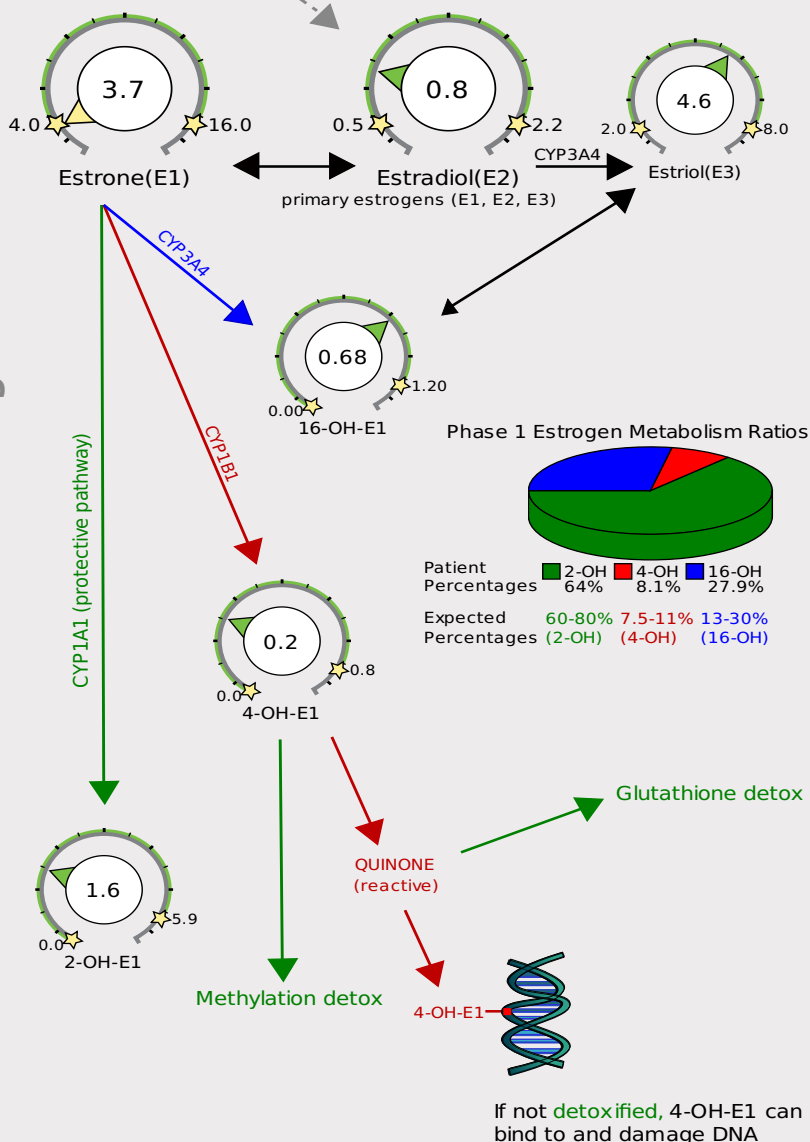 3.7
4.0
16.0
Estrone(E1)
0.8
0.5
2.2
Estradiol(E2)
primary estrogens (E1, E2, E3)
CYP3A4
4.6
2.0
8.0
Estriol(E3)
CYP3A4
0.68
0.00
1.20
16-OH-E1
CYP1B1
CYP1A1 (protective pathway)
Phase 1 Estrogen Metabolism Ratios
Patient
Percentages
2-OH
64%
4-OH
8.1%
16-OH
27.9%
Expected
Percentages
60-80%
(2-OH)
7.5-11%
(4-OH)
13-30%
(16-OH)
0.2
0.0
0.8
4-OH-E1
Glutathione detox
QUINONE
(reactive)
1.6
0.0
5.9
2-OH-E1
Methylation detox
4-OH-E1
If not detoxified, 4-OH-E1 can
bind to and damage DNA